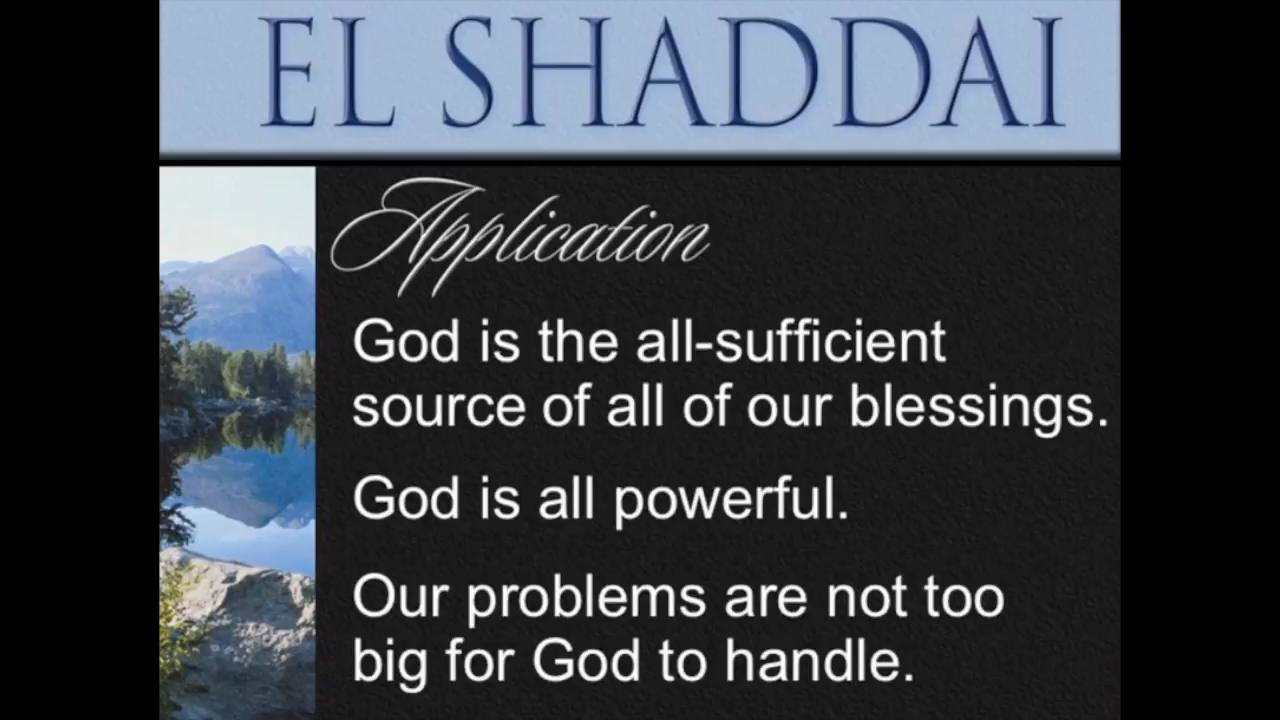 EL SHADDAI
Application
God is the all-sufficient
source of all of our blessings.
God is all powerful.
Our problems are not too
big for God to handle.